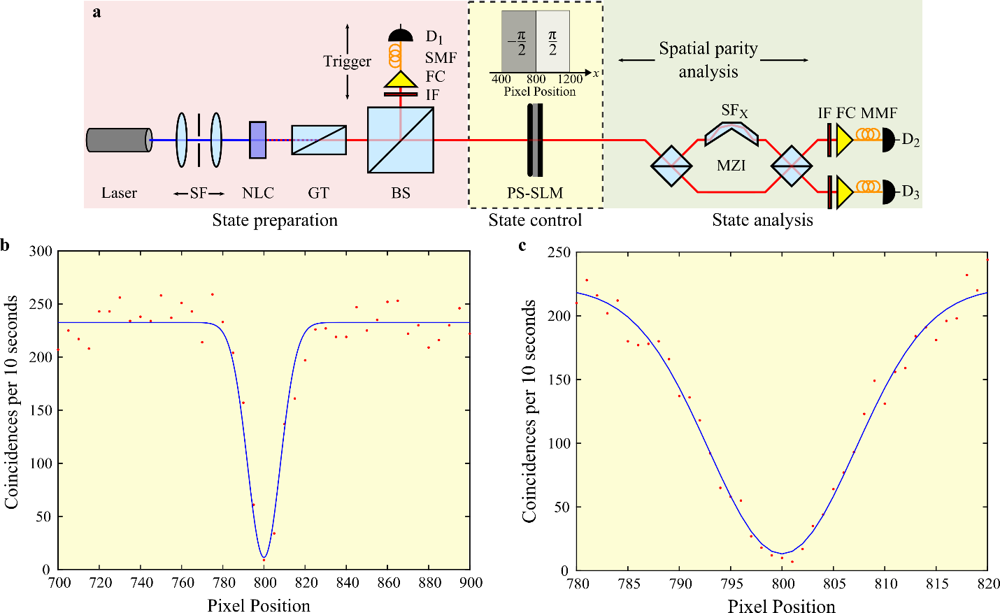 a
Trigger
D1
SMF
FC
IF
−π/2 π/2
x
400 800 1200
Pixel Position
Spatial parity
analysis
SFX
MZI
IF FC MMF
D2
D3
Laser SF NLC GT BS PS-SLM
State preparation State control State analysis
b
300
250
200
150
100
50
0
Coincidences per 10 seconds
700 720 740 760 780 800 820 840 860 880 900
Pixel Position
c
250
200
150
100
50
0
Coincidences per 10 seconds
780 785 790 795 800 805 810 815 820
Pixel Position